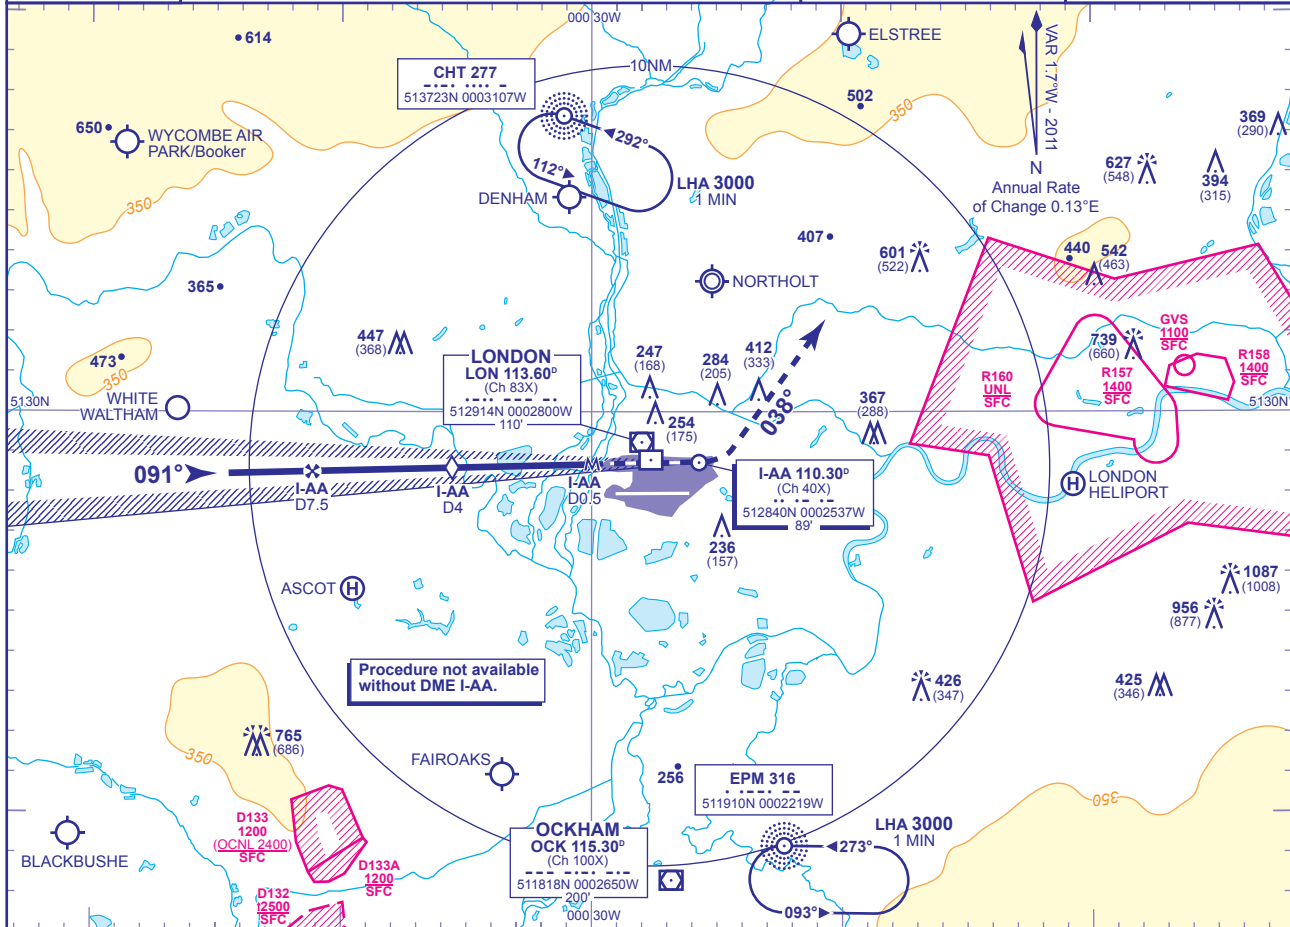 000 30W
ELSTREE
614
10NM
CHT 277
513723N 0003107W
VAR 1.7°W - 2011
502
350
369
(290)
650
WYCOMBE AIR
PARK/Booker
292°
N
627
(548)
394
(315)
112°
LHA 3000
1 MIN
Annual Rate
of Change 0.13°E
DENHAM
350
407
601
(522)
440
542
(463)
365
NORTHOLT
447
(368)
GVS
1100
SFC
739
(660)
473
350
LONDON
LON 113.60ᴰ
(Ch 83X)
512914N 0002800W
110'
247
(168)
284
(205)
412
(333)
R158
1400
SFC
R160
UNL
SFC
R157
1400
SFC
5130N
WHITE
WALTHAM
038°
367
(288)
5130N
254
(175)
091°
I-AA
D7.5
I-AA
D4
I-AA
D0.5
I-AA 110.30ᴰ
(Ch 40X)
512840N 0002537W
89'
H
LONDON
HELIPORT
236
(157)
ASCOT
H
1087
(1008)
956
(877)
Procedure not available
without DME I-AA.
426
(347)
425
(346)
765
(686)
350
FAIROAKS
256
EPM 316
511910N 0002219W
350
D133
1200
(OCNL 2400)
SFC
OCKHAM
OCK 115.30ᴰ
(Ch 100X)
511818N 0002650W
200'
LHA 3000
1 MIN
273°
BLACKBUSHE
D133A
1200
SFC
D132
2500
SFC
093°
000 30W